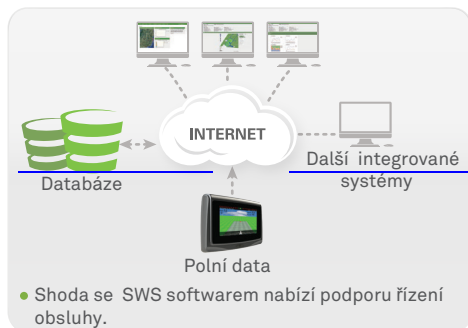 INTERNET
Databáze
Další integrované
systémy
Polní data
• Shoda se SWS softwarem nabízí podporu řízení
obsluhy.